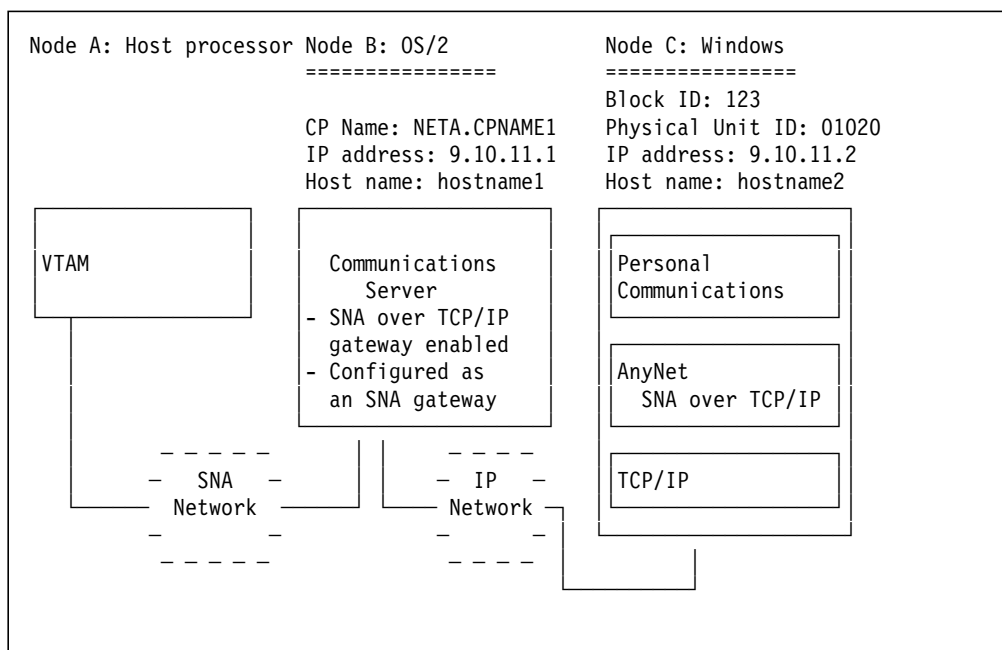 Node A: Host processor Node B: OS/2 Node C: Windows
================ ================
Block ID: 123
CP Name: NETA.CPNAME1 Physical Unit ID: 01020
IP address: 9.10.11.1 IP address: 9.10.11.2
Host name: hostname1 Host name: hostname2
VTAM
Communications
Server
- SNA over TCP/IP
gateway enabled
- Configured as
an SNA gateway
Personal
Communications
AnyNet
SNA over TCP/IP
TCP/IP
SNA
Network
IP
Network